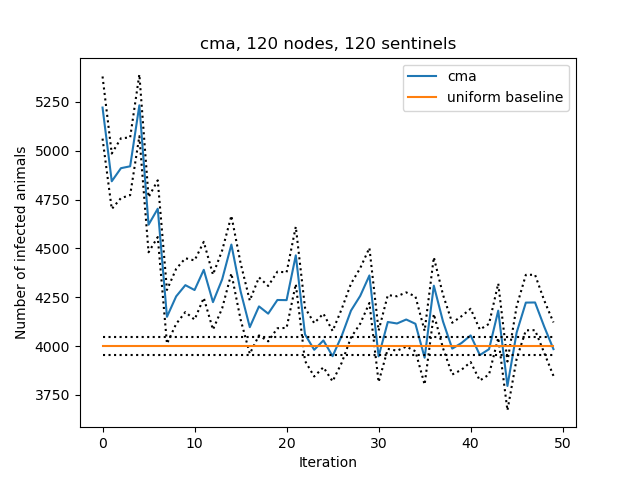 cma, 120 nodes, 120 sentinels
cma
uniform baseline
5250
5000
4750
4500
4250
4000
3750
Number of infected animals
0 10 20 30 40 50
Iteration